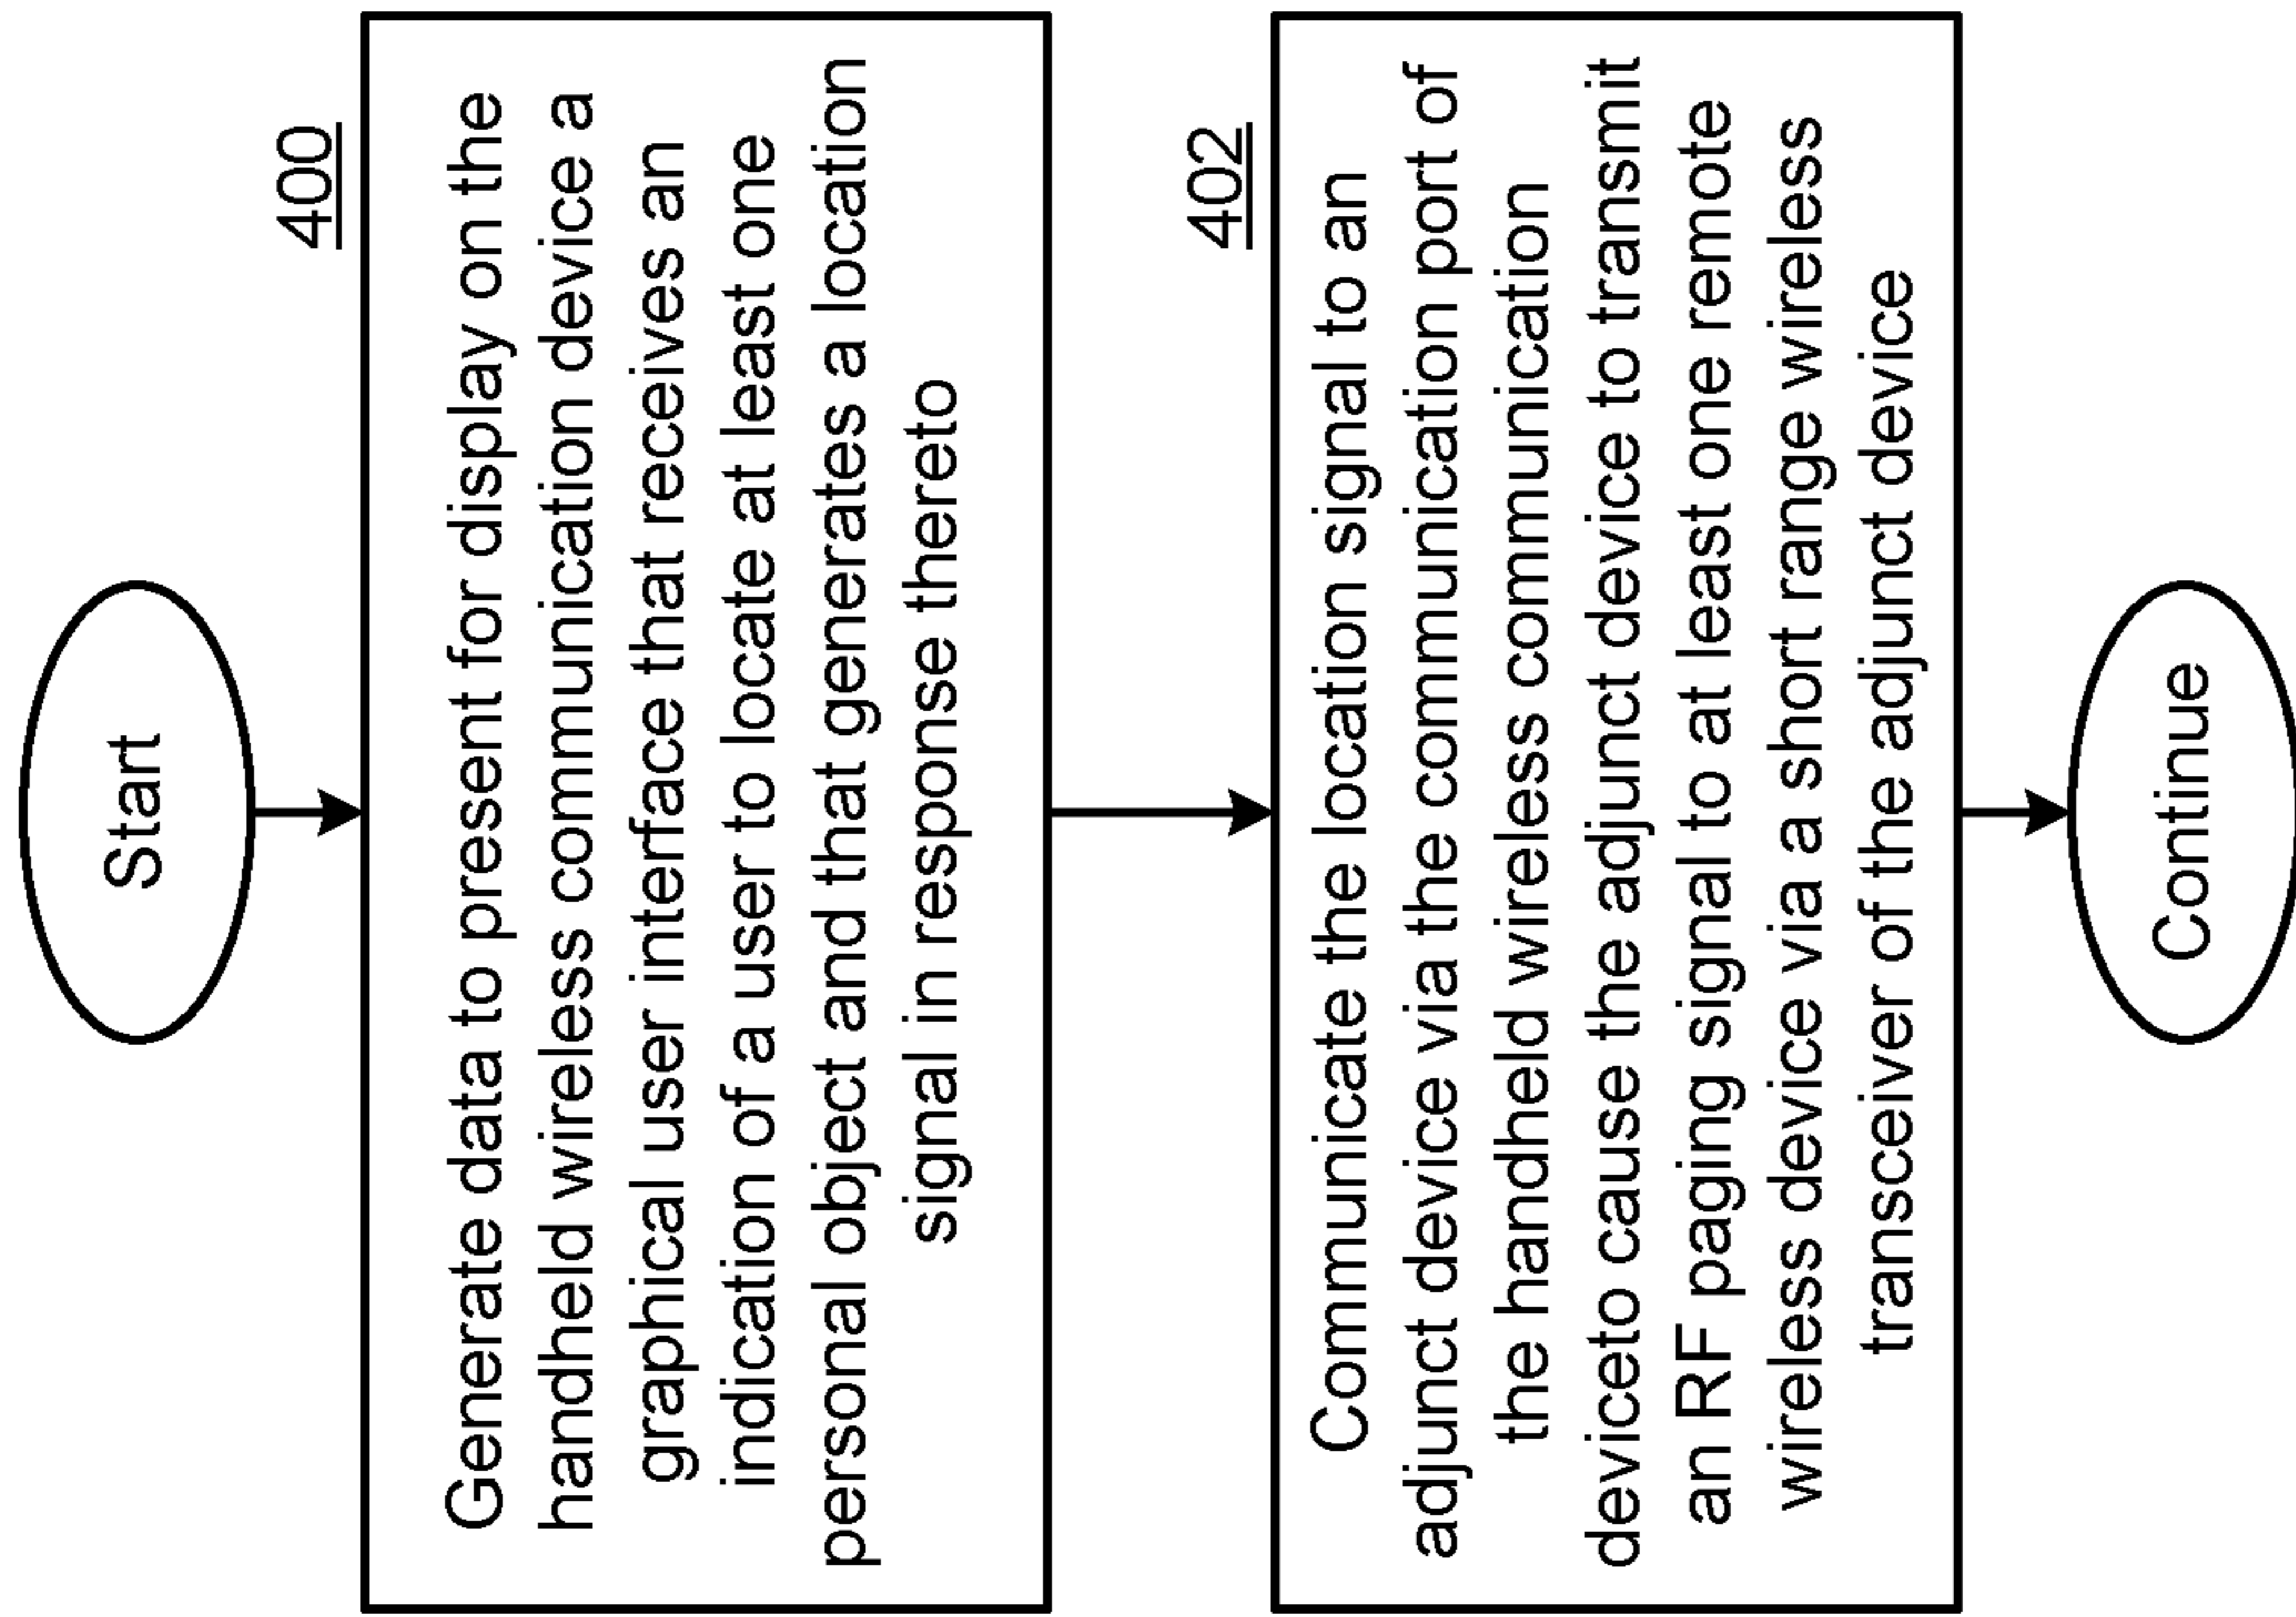 Start
400
Generate data to present for display on the
handheld wireless communication device a
graphical user interface that receives an
indication of a user to locate at least one
personal object and that generates a location
signal in response thereto
402
Communicate the location signal to an
adjunct device via the communication port of
the handheld wireless communication
deviceto cause the adjunct device to transmit
an RF paging signal to at least one remote
wireless device via a short range wireless
transceiver of the adjunct device
Continue